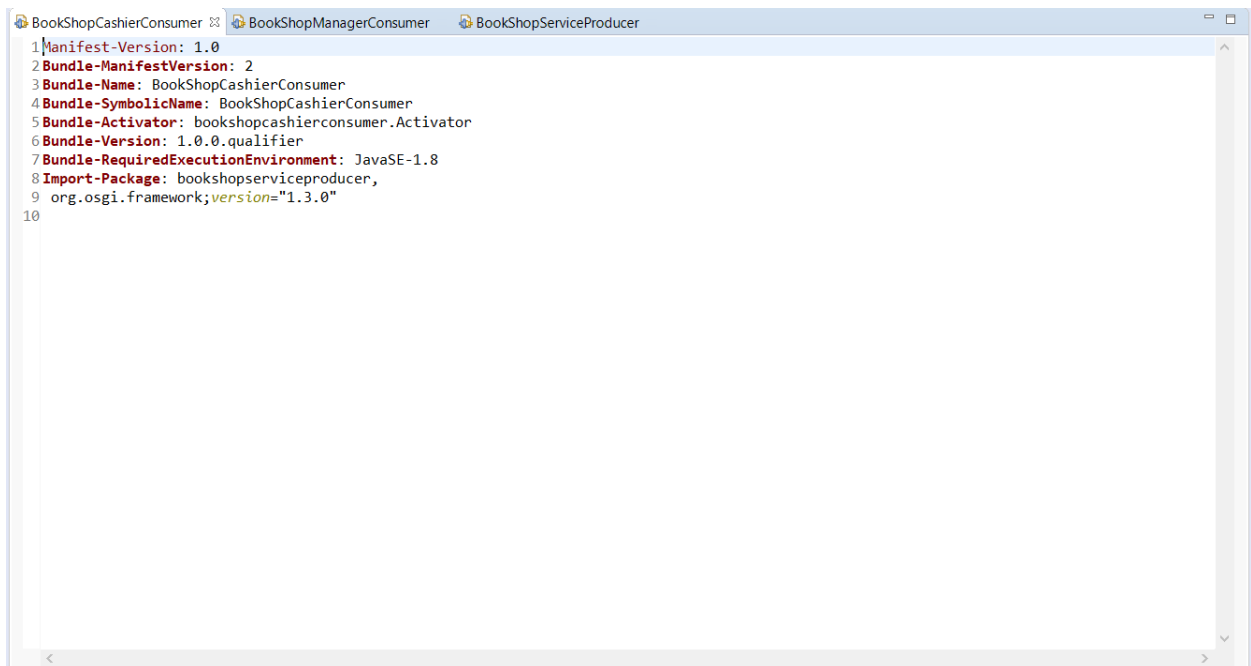 BookShopCashierConsumer BookShopManagerConsumer BookShopServiceProducer
1 Manifest-Version: 1.0
2 Bundle-ManifestVersion: 2
3 Bundle-Name: BookShopCashierConsumer
4 Bundle-SymbolicName: BookShopCashierConsumer
5 Bundle-Activator: bookshopcashierconsumer.Activator
6 Bundle-Version: 1.0.0.qualifier
7 Bundle-RequiredExecutionEnvironment: JavaSE-1.8
8 Import-Package: bookshopserviceproducer,
9  org.osgi.framework;version="1.3.0"
10